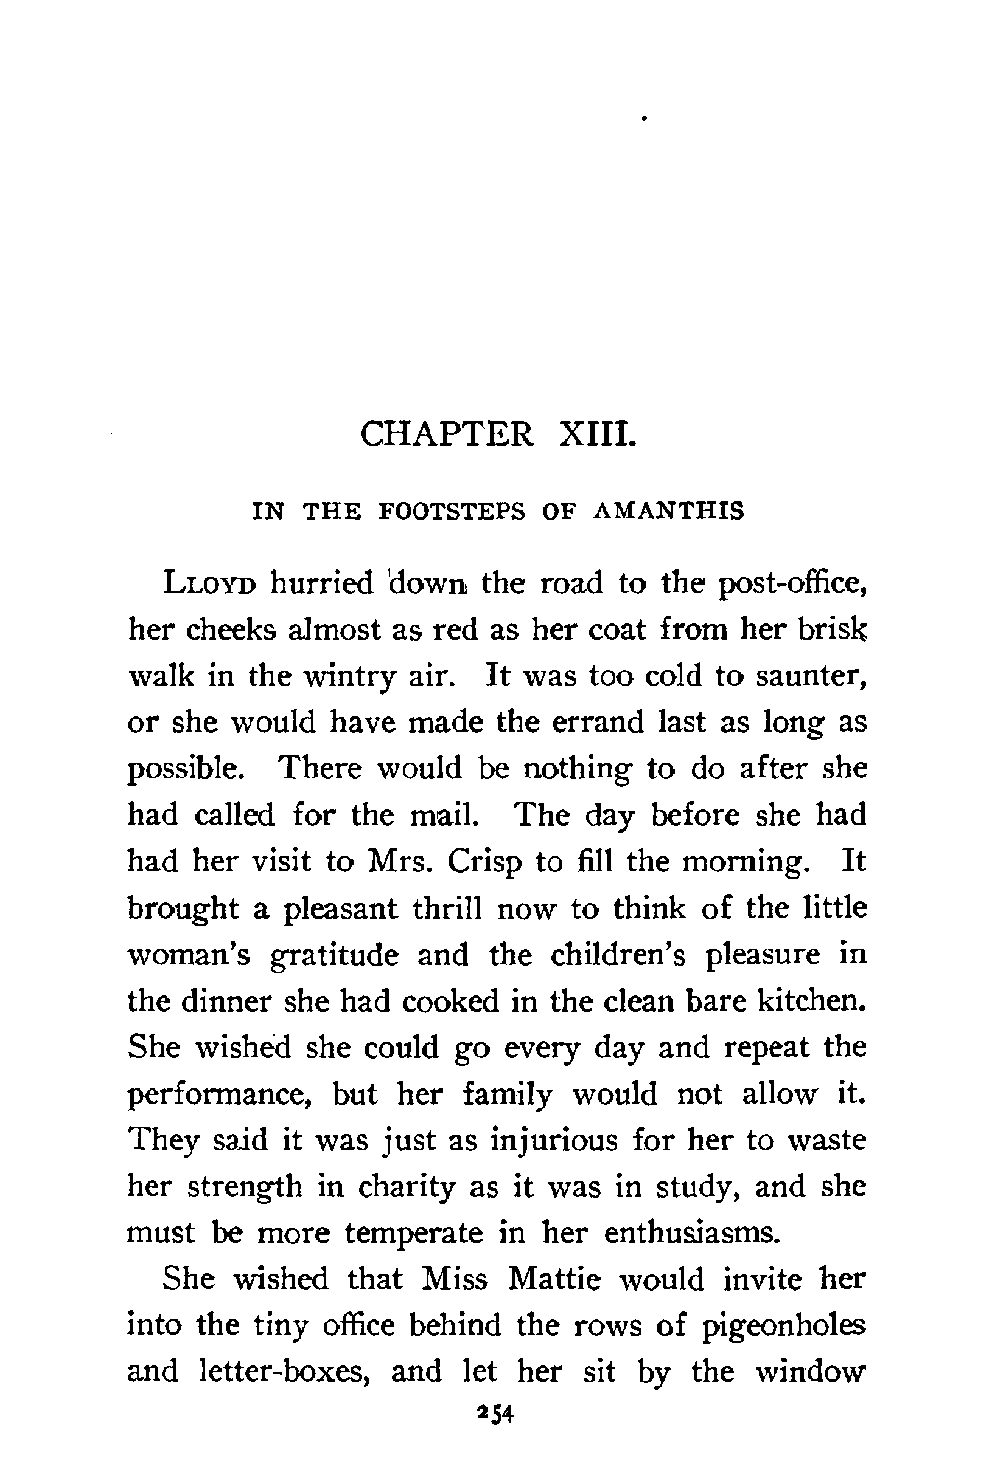 CHAPTER XIII.
IN THE FOOTSTEPS OF AMANTHIS
LLOYD hurried down the road to the post-office,
her cheeks almost as red as her coat from her brisk
walk in the wintry air. It was too cold to saunter,
or she would have made the errand last as long as
possible. There would be nothing to do after she
had called for the mail. The day before she had
had her visit to Mrs. Crisp to fill the morning. It
brought a pleasant thrill now to think of the little
woman's gratitude and the children's pleasure in
the dinner she had cooked in the clean bare kitchen.
She wished she could go every day and repeat the
performance, but her family would not allow it.
They said it was just as injurious for her to waste
her strength in charity as it was in study, and she
must be more temperate in her enthusiasms.
She wished that Miss Mattie would invite her
into the tiny office behind the rows of pigeonholes
and letter-boxes, and let her sit by the window
254